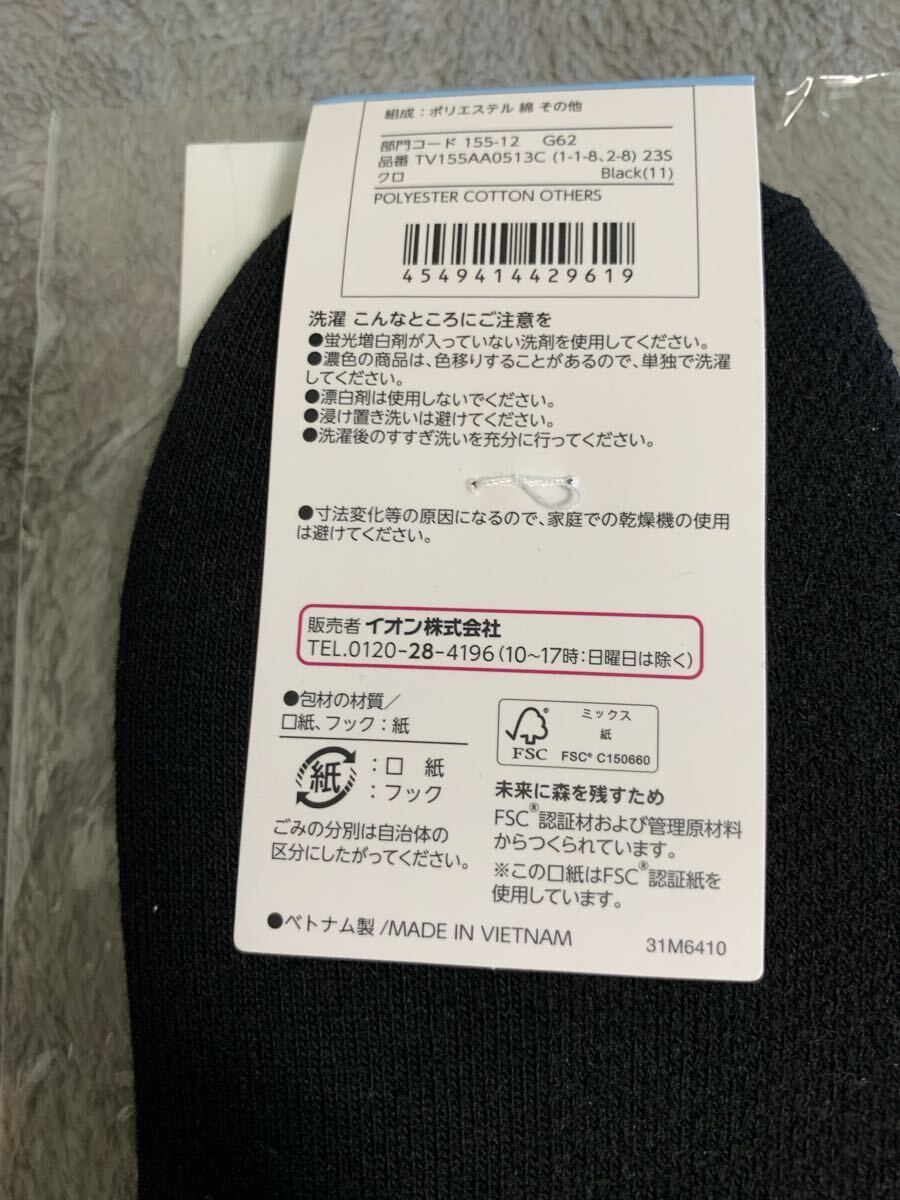 組成：ポリエステル 綿 その他
部門コード 155-12 G62
品番 TV155AA0513C (1-1-8、2-8) 23S
クロ Black(11)
POLYESTER COTTON OTHERS
4549414429619
洗濯 こんなところにご注意を
●蛍光増白剤が入っていない洗剤を使用してください。
●濃色の商品は、色移りすることがあるので、単独で洗濯
してください。
●漂白剤は使用しないでください。
●浸け置き洗いは避けてください。
●洗濯後のすすぎ洗いを充分に行ってください。
●寸法変化等の原因になるので、家庭での乾燥機の使用
は避けてください。
販売者 イオン株式会社
TEL.0120-28-4196（10〜17時：日曜日は除く）
●包材の材質／
口紙、フック：紙
紙 ：口 紙
：フック
ごみの分別は自治体の
区分にしたがってください。
FSC®
ミックス
紙
FSC® C150660
未来に森を残すため
FSC®認証材および管理原材料
からつくられています。
※この口紙はFSC®認証紙を
使用しています。
●ベトナム製/MADE IN VIETNAM
31M6410